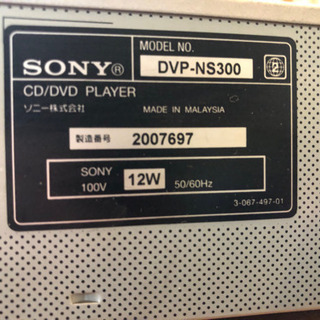 MODEL NO.
SONY® DVP-NS300
CD/DVD PLAYER
ソニー株式会社 MADE IN MALAYSIA
製造番号 2007697
SONY
100V 12W 50/60Hz
3-067-497-01